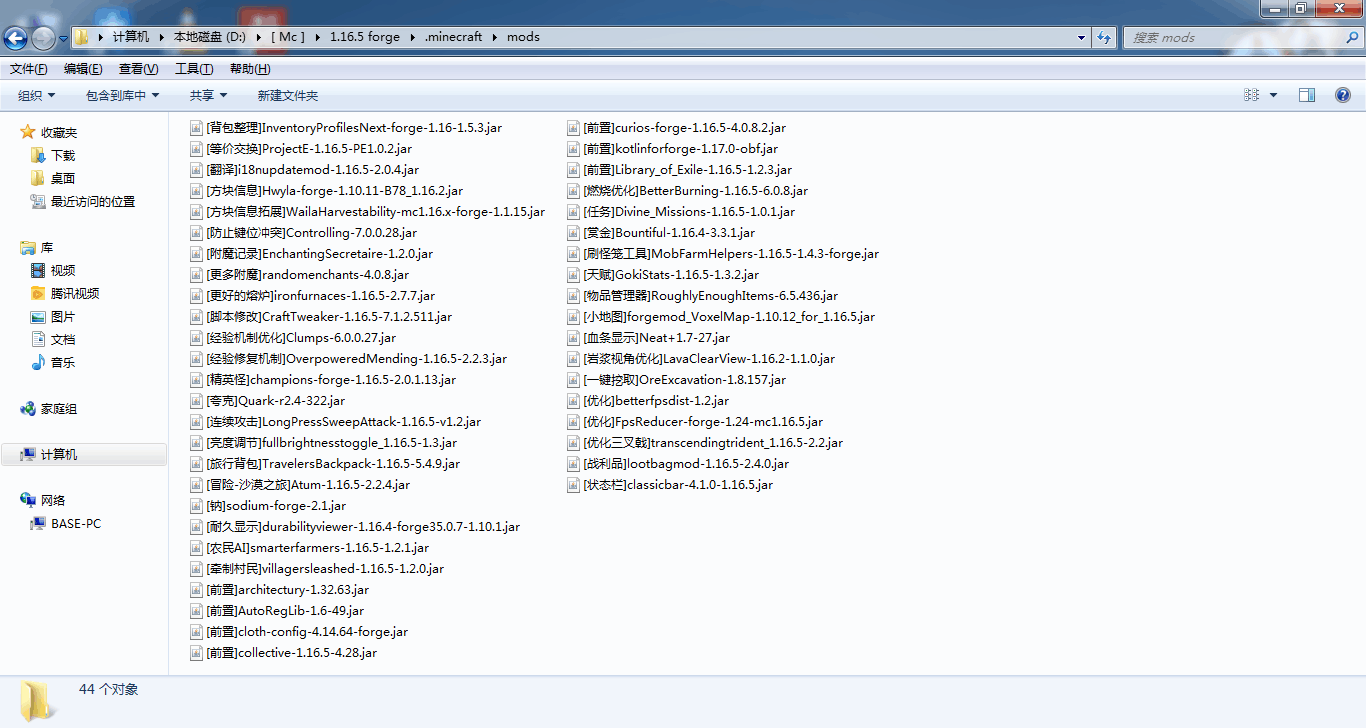 计算机 本地磁盘 (D:) [ Mc ] 1.16.5 forge .minecraft mods
搜索 mods
文件(F) 编辑(E) 查看(V) 工具(T) 帮助(H)
组织 包含到库中 共享 新建文件夹
收藏夹
下载
桌面
最近访问的位置
库
视频
腾讯视频
图片
文档
音乐
家庭组
计算机
网络
BASE-PC
[背包整理]InventoryProfilesNext-forge-1.16-1.5.3.jar
[等价交换]ProjectE-1.16.5-PE1.0.2.jar
[翻译]i18nupdatemod-1.16.5-2.0.4.jar
[方块信息]Hwyla-forge-1.10.11-B78_1.16.2.jar
[方块信息拓展]WailaHarvestability-mc1.16.x-forge-1.1.15.jar
[防止键位冲突]Controlling-7.0.0.28.jar
[附魔记录]EnchantingSecretaire-1.2.0.jar
[更多附魔]randomenchants-4.0.8.jar
[更好的熔炉]ironfurnaces-1.16.5-2.7.7.jar
[脚本修改]CraftTweaker-1.16.5-7.1.2.511.jar
[经验机制优化]Clumps-6.0.0.27.jar
[经验修复机制]OverpoweredMending-1.16.5-2.2.3.jar
[精英怪]champions-forge-1.16.5-2.0.1.13.jar
[夸克]Quark-r2.4-322.jar
[连续攻击]LongPressSweepAttack-1.16.5-v1.2.jar
[亮度调节]fullbrightnesstoggle_1.16.5-1.3.jar
[旅行背包]TravelersBackpack-1.16.5-5.4.9.jar
[冒险-沙漠之旅]Atum-1.16.5-2.2.4.jar
[钠]sodium-forge-2.1.jar
[耐久显示]durabilityviewer-1.16.4-forge35.0.7-1.10.1.jar
[农民AI]smarterfarmers-1.16.5-1.2.1.jar
[牵制村民]villagersleashed-1.16.5-1.2.0.jar
[前置]architectury-1.32.63.jar
[前置]AutoRegLib-1.6-49.jar
[前置]cloth-config-4.14.64-forge.jar
[前置]collective-1.16.5-4.28.jar
[前置]curios-forge-1.16.5-4.0.8.2.jar
[前置]kotlinforforge-1.17.0-obf.jar
[前置]Library_of_Exile-1.16.5-1.2.3.jar
[燃烧优化]BetterBurning-1.16.5-6.0.8.jar
[任务]Divine_Missions-1.16.5-1.0.1.jar
[赏金]Bountiful-1.16.4-3.3.1.jar
[刷怪笼工具]MobFarmHelpers-1.16.5-1.4.3-forge.jar
[天赋]GokiStats-1.16.5-1.3.2.jar
[物品管理器]RoughlyEnoughItems-6.5.436.jar
[小地图]forgemod_VoxelMap-1.10.12_for_1.16.5.jar
[血条显示]Neat+1.7-27.jar
[岩浆视角优化]LavaClearView-1.16.2-1.1.0.jar
[一键挖取]OreExcavation-1.8.157.jar
[优化]betterfpsdist-1.2.jar
[优化]FpsReducer-forge-1.24-mc1.16.5.jar
[优化三叉戟]transcendingtrident_1.16.5-2.2.jar
[战利品]lootbagmod-1.16.5-2.4.0.jar
[状态栏]classicbar-4.1.0-1.16.5.jar
44 个对象